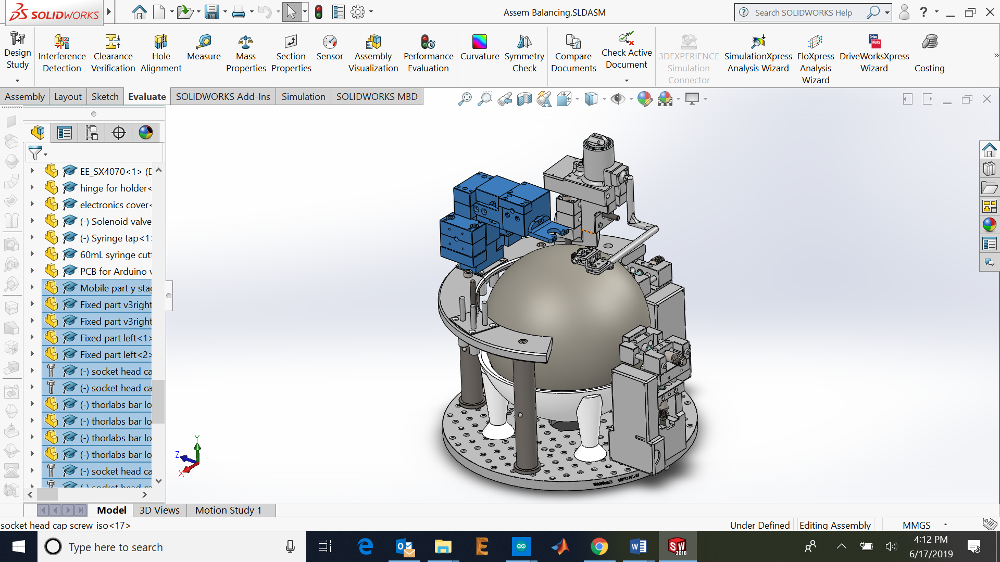 SOLIDWORKS
Assem Balancing.SLDASM
Search SOLIDWORKS Help
Design Study
Interference Detection
Clearance Verification
Hole Alignment
Measure
Mass Properties
Section Properties
Sensor
Assembly Visualization
Performance Evaluation
Curvature
Symmetry Check
Compare Documents
Check Active Document
3DEXPERIENCE Simulation Connector
SimulationXpress Analysis Wizard
FloXpress Analysis Wizard
DriveWorksXpress Wizard
Costing
Assembly
Layout
Sketch
Evaluate
SOLIDWORKS Add-Ins
Simulation
SOLIDWORKS MBD
EE_SX4070<1> (D
hinge for holder<
electronics cover<
(-) Solenoid valve
(-) Syringe tap<1>
60mL syringe cutt
PCB for Arduino v
Mobile part y stag
Fixed part v3right
Fixed part v3right
Fixed part left<1>
Fixed part left<2>
(-) socket head ca
(-) socket head ca
(-) thorlabs bar lo
(-) thorlabs bar lo
(-) thorlabs bar lo
(-) thorlabs bar lo
(-) socket head ca
(-) socket head ca
Y
Z
X
THORLABS
Model
3D Views
Motion Study 1
socket head cap screw_iso<17>
Under Defined
Editing Assembly
MMGS
Type here to search
SW
2018
4:12 PM
6/17/2019